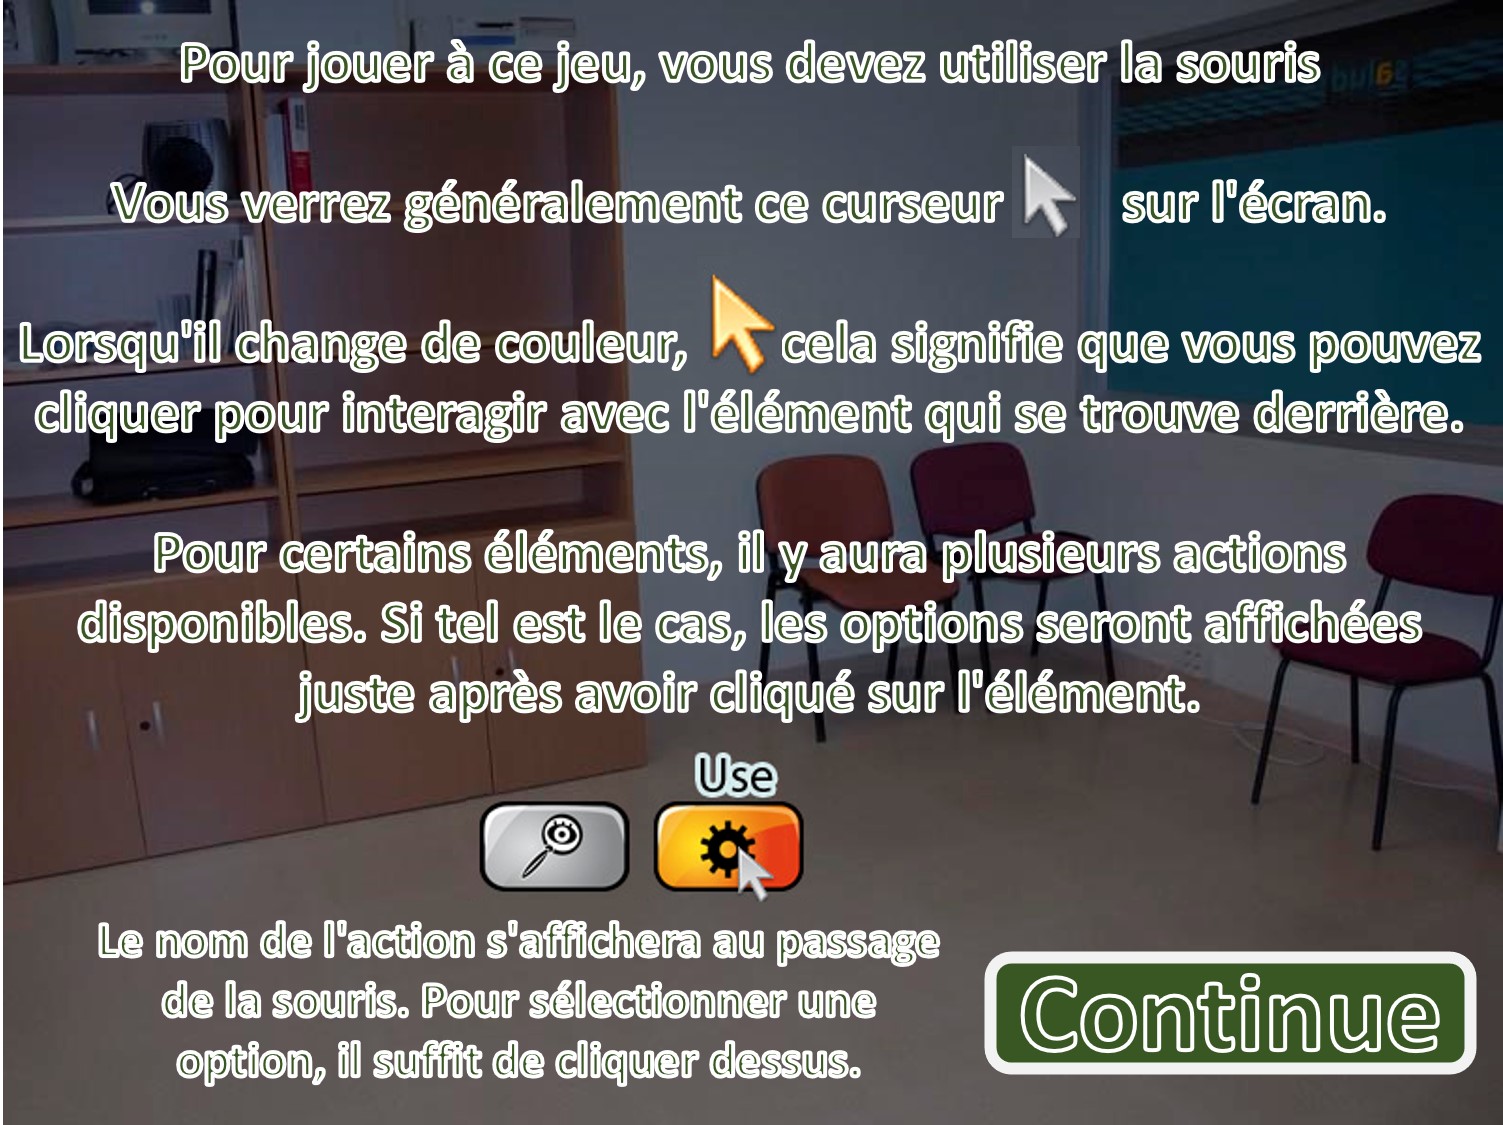 Pour jouer à ce jeu, vous devez utiliser la souris
Vous verrez généralement ce curseur sur l'écran.
Lorsqu'il change de couleur, cela signifie que vous pouvez
cliquer pour interagir avec l'élément qui se trouve derrière.
Pour certains éléments, il y aura plusieurs actions
disponibles. Si tel est le cas, les options seront affichées
juste après avoir cliqué sur l'élément.
Use
Le nom de l'action s'affichera au passage
de la souris. Pour sélectionner une
option, il suffit de cliquer dessus.
Continue